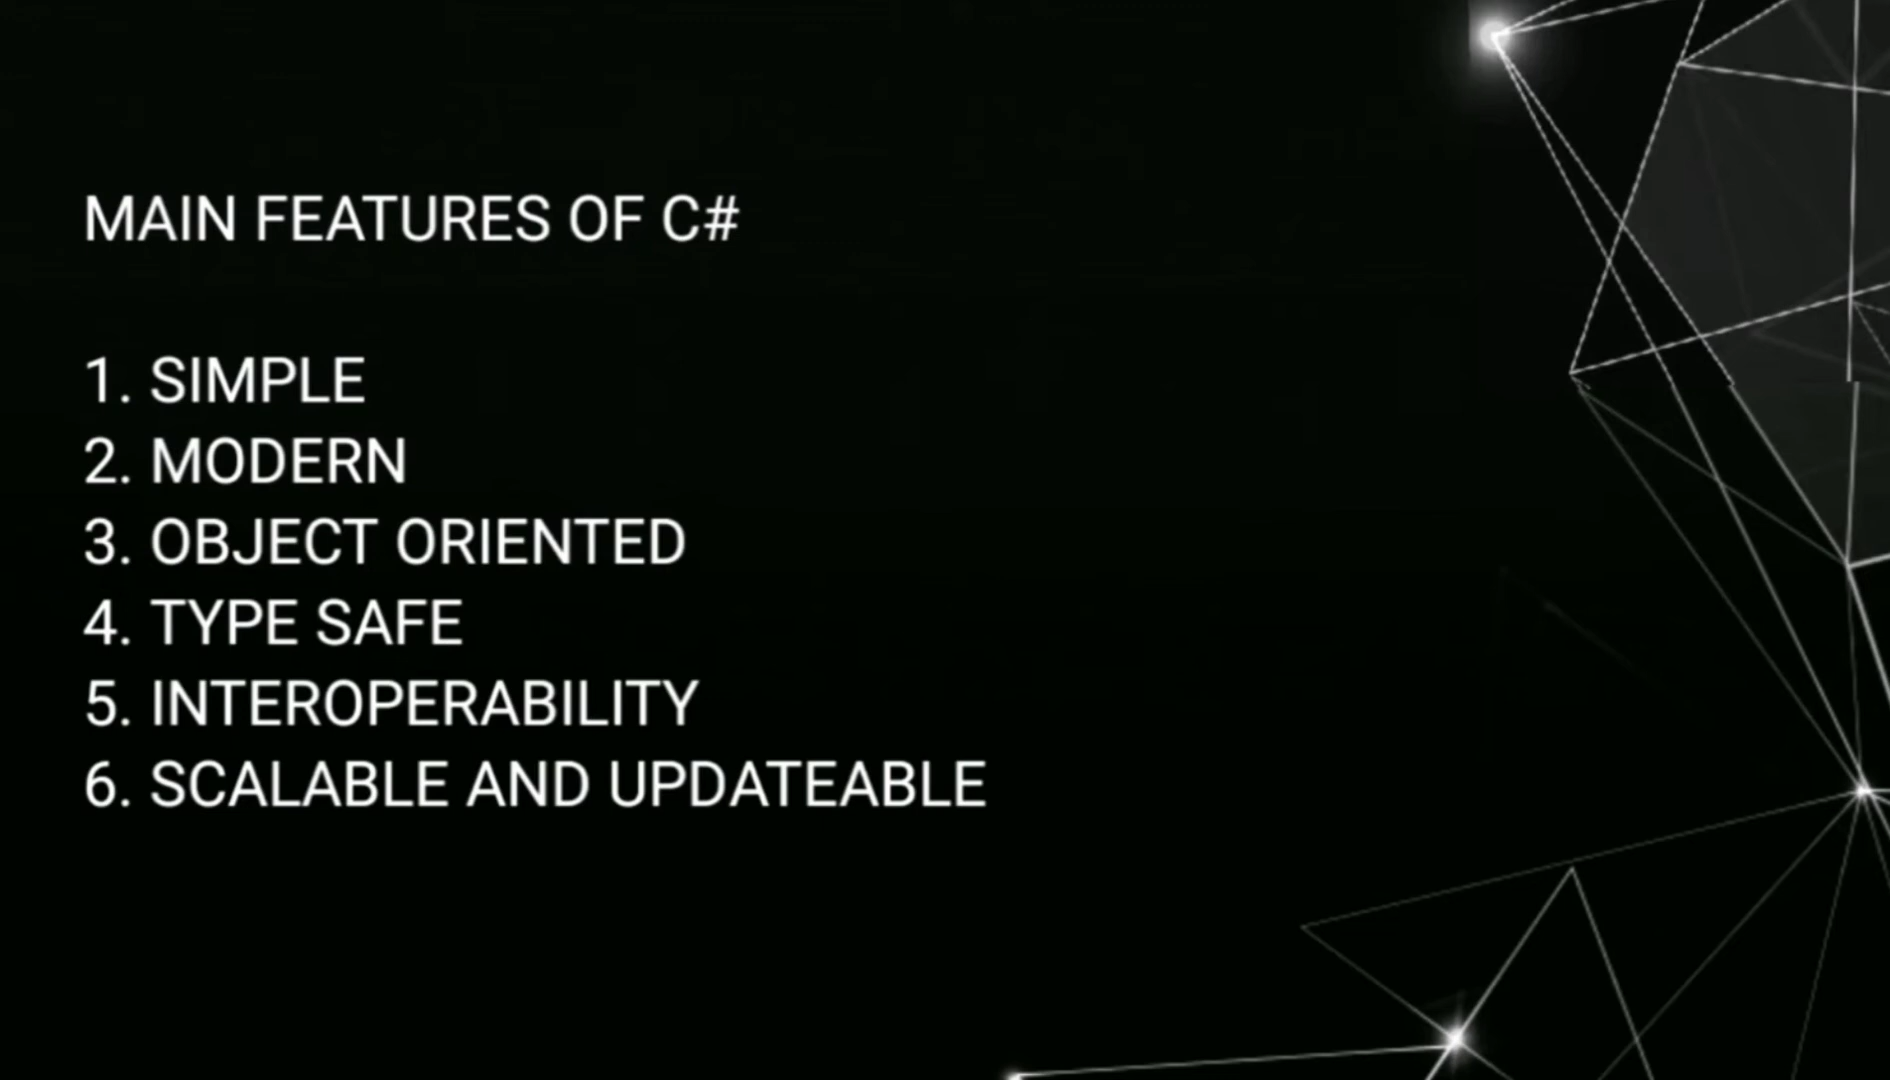 MAIN FEATURES OF C#
1. SIMPLE
2. MODERN
3. OBJECT ORIENTED
4. TYPE SAFE
5. INTEROPERABILITY
6. SCALABLE AND UPDATEABLE